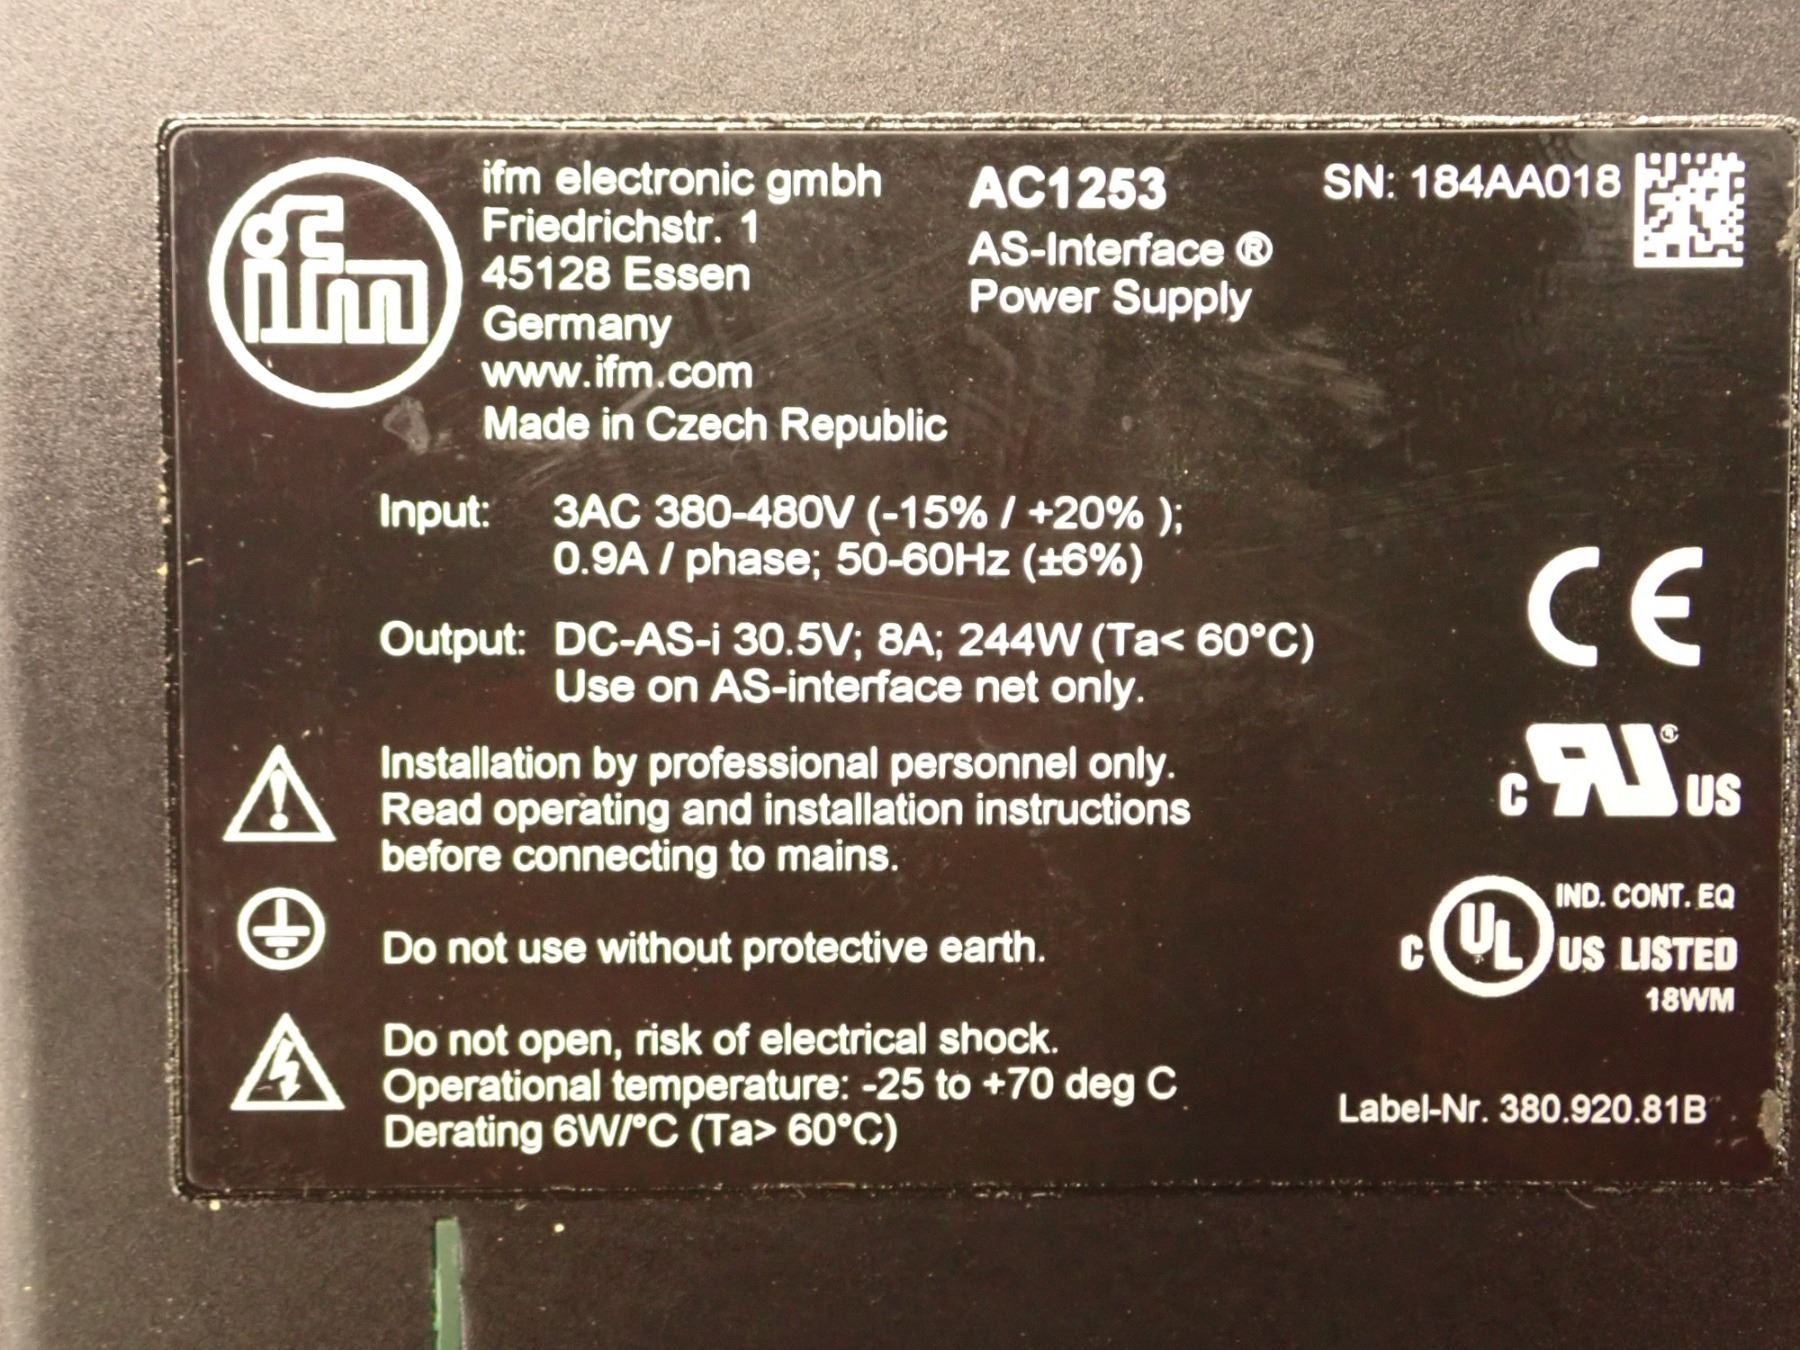 ifm
ifm electronic gmbh
Friedrichstr. 1
45128 Essen
Germany
www.ifm.com
Made in Czech Republic
AC1253
AS-Interface ®
Power Supply
SN: 184AA018
Input: 3AC 380-480V (-15% / +20% );
0.9A / phase; 50-60Hz (±6%)
Output: DC-AS-i 30.5V; 8A; 244W (Ta< 60°C)
Use on AS-interface net only.
CE
Installation by professional personnel only.
Read operating and installation instructions
before connecting to mains.
c RU ® US
Do not use without protective earth.
IND. CONT. EQ
c UL US LISTED
18WM
Do not open, risk of electrical shock.
Operational temperature: -25 to +70 deg C
Derating 6W/°C (Ta> 60°C)
Label-Nr. 380.920.81B